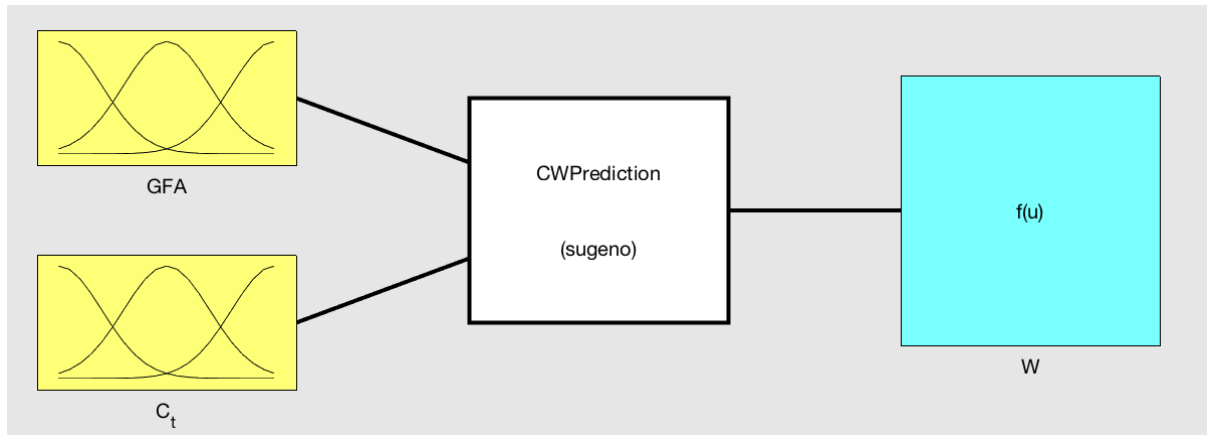 GFA
CWPrediction
(sugeno)
f(u)
W
C_t